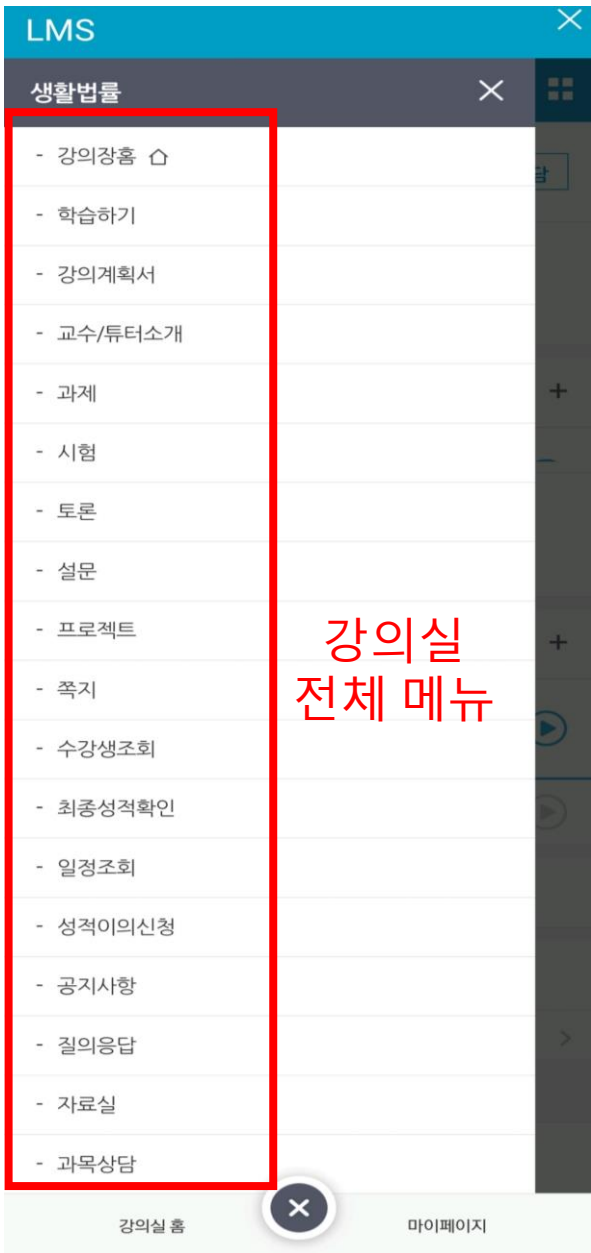 LMS
생활법률
- 강의장홈
담
- 학습하기
- 강의계획서
- 교수/튜터소개
- 과제
- 시험
- 토론
- 설문
- 프로젝트
강의실
전체 메뉴
- 쪽지
- 수강생조회
- 최종성적확인
- 일정조회
- 성적이의신청
- 공지사항
- 질의응답
- 자료실
- 과목상담
강의실 홈
마이페이지